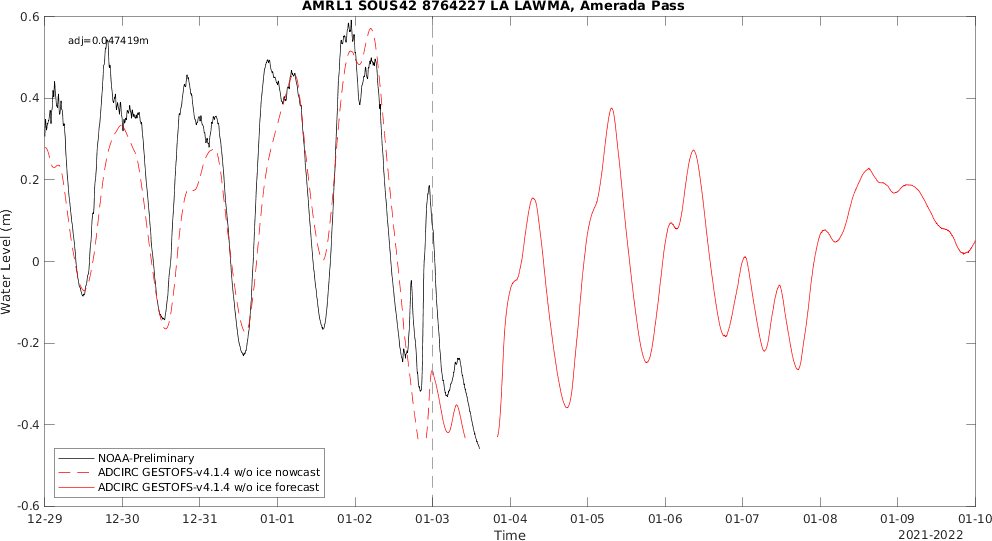 AMRL1 SOUS42 8764227 LA LAWMA, Amerada Pass
adj=0.047419m
0.6
0.4
0.2
0
-0.2
-0.4
-0.6
Water Level (m)
NOAA-Preliminary
ADCIRC GESTOFS-v4.1.4 w/o ice nowcast
ADCIRC GESTOFS-v4.1.4 w/o ice forecast
12-29 12-30 12-31 01-01 01-02 01-03 01-04 01-05 01-06 01-07 01-08 01-09 01-10
Time
2021-2022